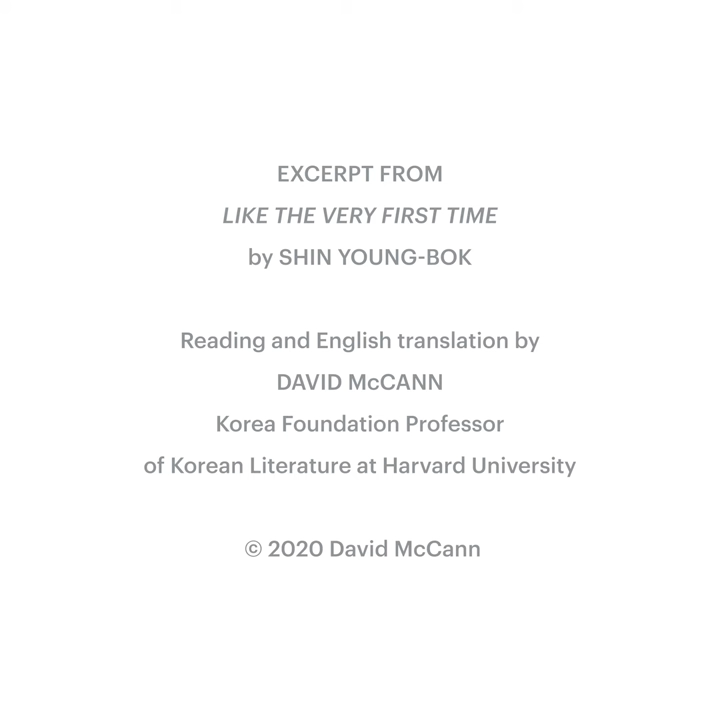 EXCERPT FROM
LIKE THE VERY FIRST TIME
by SHIN YOUNG-BOK
Reading and English translation by
DAVID McCANN
Korea Foundation Professor
of Korean Literature at Harvard University
© 2020 David McCann